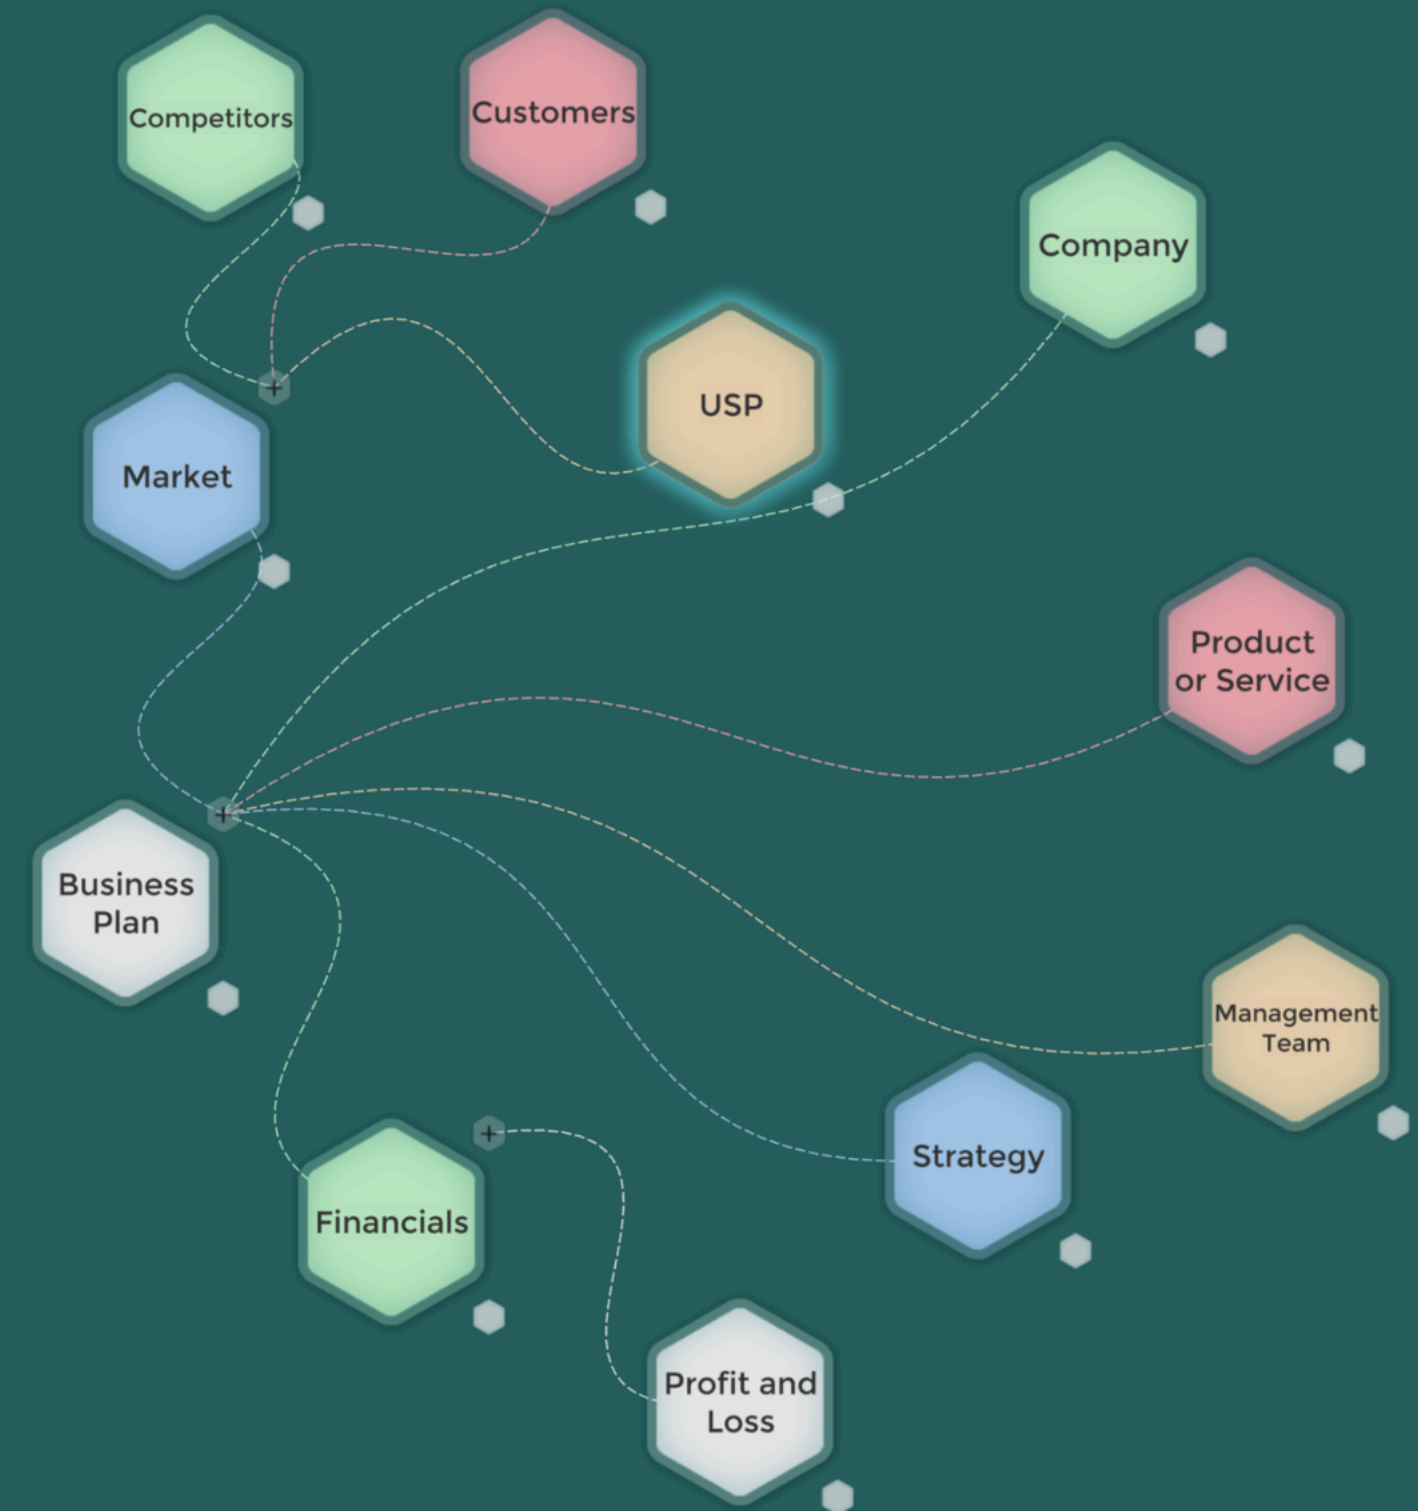 Competitors
Customers
Company
USP
Market
Product
or Service
Business
Plan
Management
Team
Strategy
Financials
Profit and
Loss